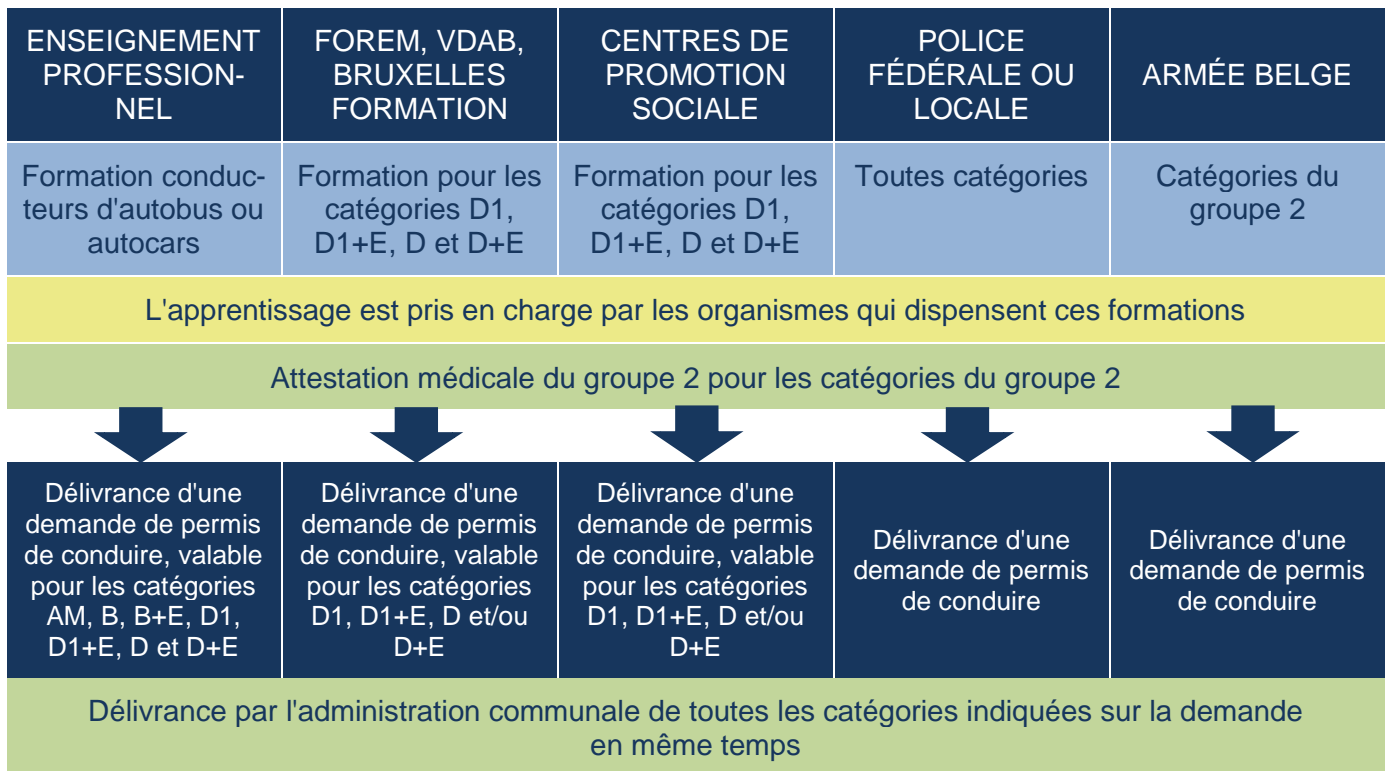 ENSEIGNEMENT
PROFESSION-
NEL
FOREM, VDAB,
BRUXELLES
FORMATION
CENTRES DE
PROMOTION
SOCIALE
POLICE
FÉDÉRALE OU
LOCALE
ARMÉE BELGE
Formation conduc-
teurs d'autobus ou
autocars
Formation pour les
catégories D1,
D1+E, D et D+E
Formation pour les
catégories D1,
D1+E, D et D+E
Toutes catégories
Catégories du
groupe 2
L'apprentissage est pris en charge par les organismes qui dispensent ces formations
Attestation médicale du groupe 2 pour les catégories du groupe 2
Délivrance d'une
demande de permis
de conduire, valable
pour les catégories
AM, B, B+E, D1,
D1+E, D et D+E
Délivrance d'une
demande de permis
de conduire, valable
pour les catégories
D1, D1+E, D et/ou
D+E
Délivrance d'une
demande de permis
de conduire, valable
pour les catégories
D1, D1+E, D et/ou
D+E
Délivrance d'une
demande de permis
de conduire
Délivrance d'une
demande de permis
de conduire
Délivrance par l'administration communale de toutes les catégories indiquées sur la demande
en même temps